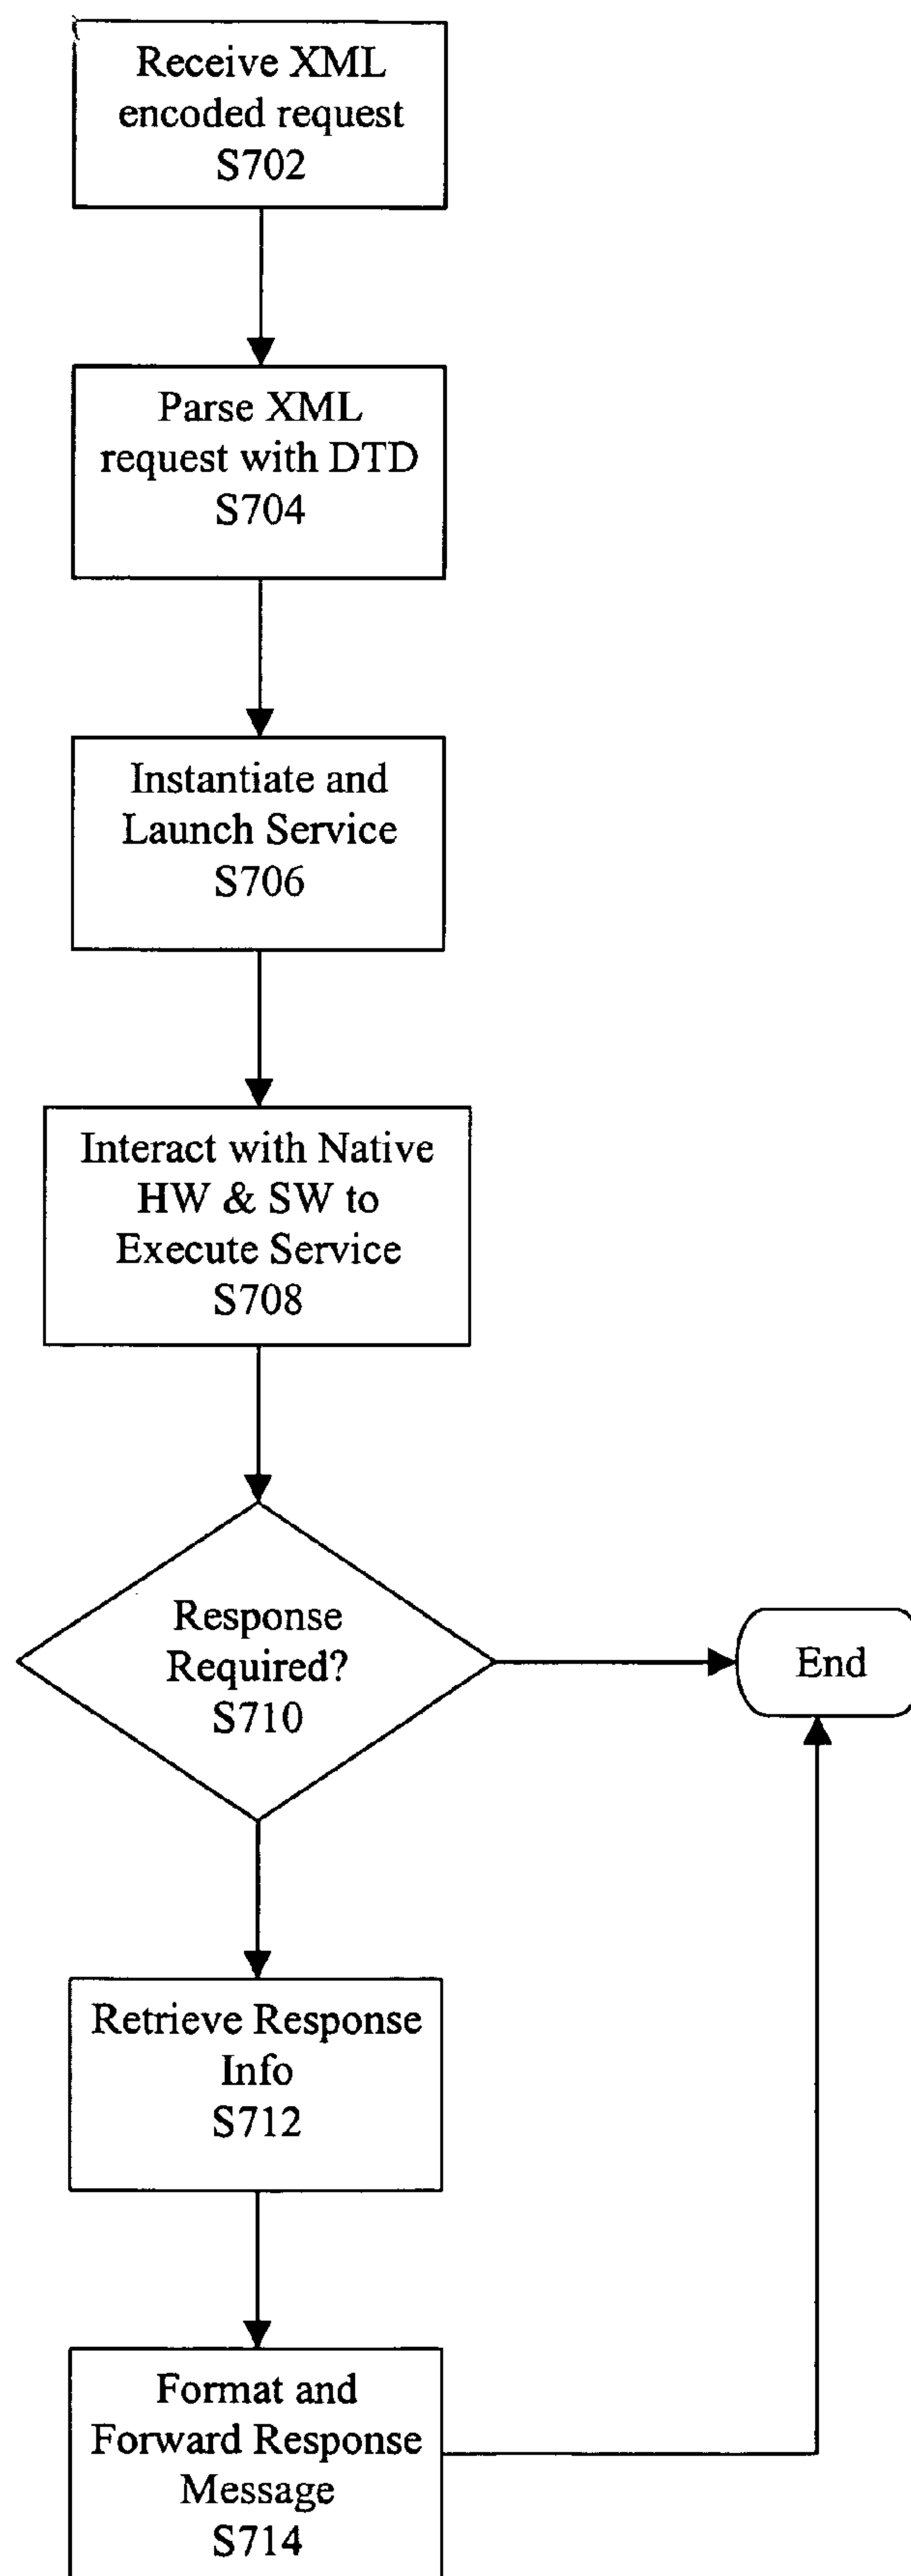 Receive XML
encoded request
S702
Parse XML
request with DTD
S704
Instantiate and
Launch Service
S706
Interact with Native
HW & SW to
Execute Service
S708
Response
Required?
S710
End
Retrieve Response
Info
S712
Format and
Forward Response
Message
S714